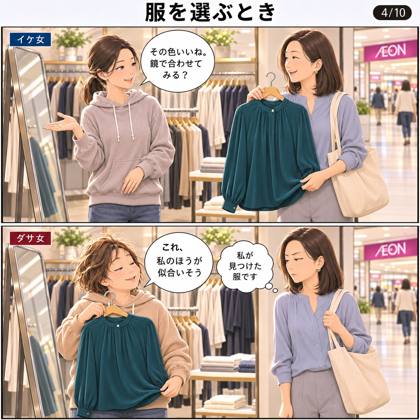 服を選ぶとき
4/10
イケ女
その色いいね。
鏡で合わせて
みる？
ÆON
ダサ女
これ、
私のほうが
似合いそう
私が
見つけた
服です
ÆON